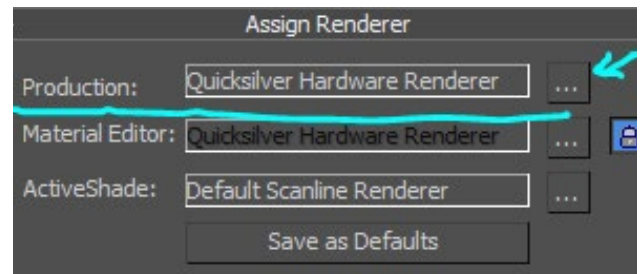 Assign Renderer
Production: Quicksilver Hardware Renderer ...
Material Editor: Quicksilver Hardware Renderer ...
ActiveShade: Default Scanline Renderer ...
Save as Defaults